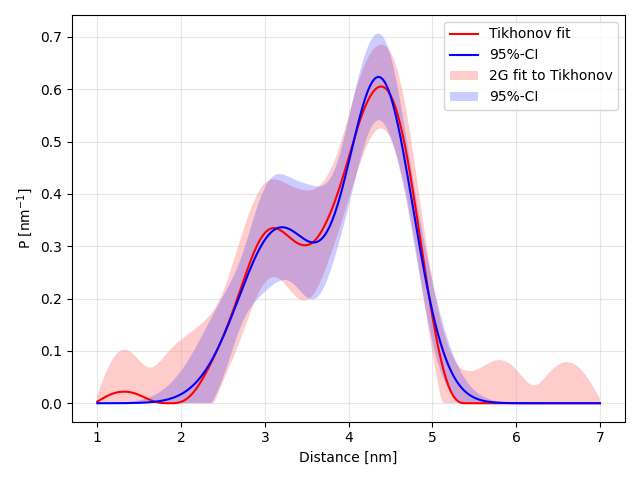 Tikhonov fit
95%-CI
2G fit to Tikhonov
95%-CI
P [nm⁻¹]
0.7
0.6
0.5
0.4
0.3
0.2
0.1
0.0
1 2 3 4 5 6 7
Distance [nm]